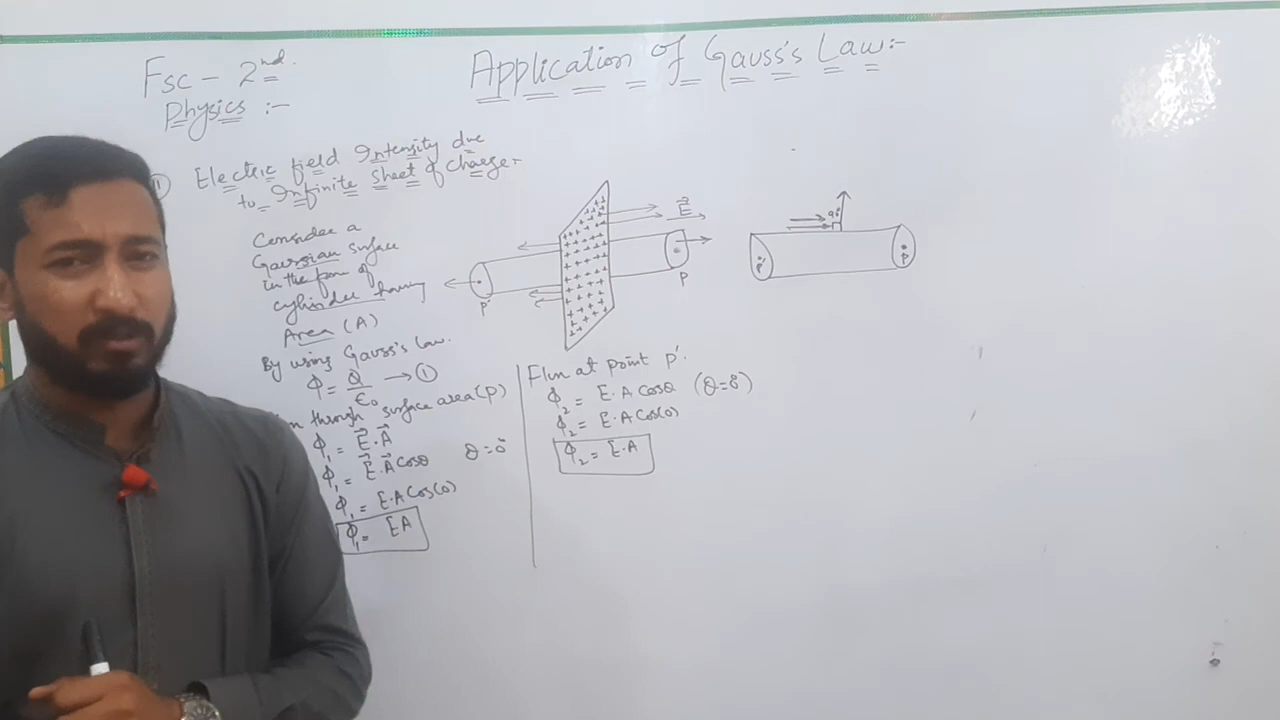 Fsc - 2nd.
Physics :-
Application Of Gauss's Law:-
① Electric field Intensity due
to Infinite Sheet of charge-
Consider a
Gaussian surface
in the form of
cylinder having
Area (A)
By using Gauss's Law.
Φ = Q/ε₀ → ①
through surface area (P)
Φ₁ = E⃗.A⃗
Φ₁ = E⃗.A⃗ Cosθ θ=0°
Φ₁ = E.A Cos(0)
Φ₁ = EA
Flux at point p'.
Φ₂ = E.A Cosθ (θ=0°)
Φ₂ = E.A Cos(0)
Φ₂ = E.A
+ + + + + + + + + +
E⃗
P'
P
90°
P'
P